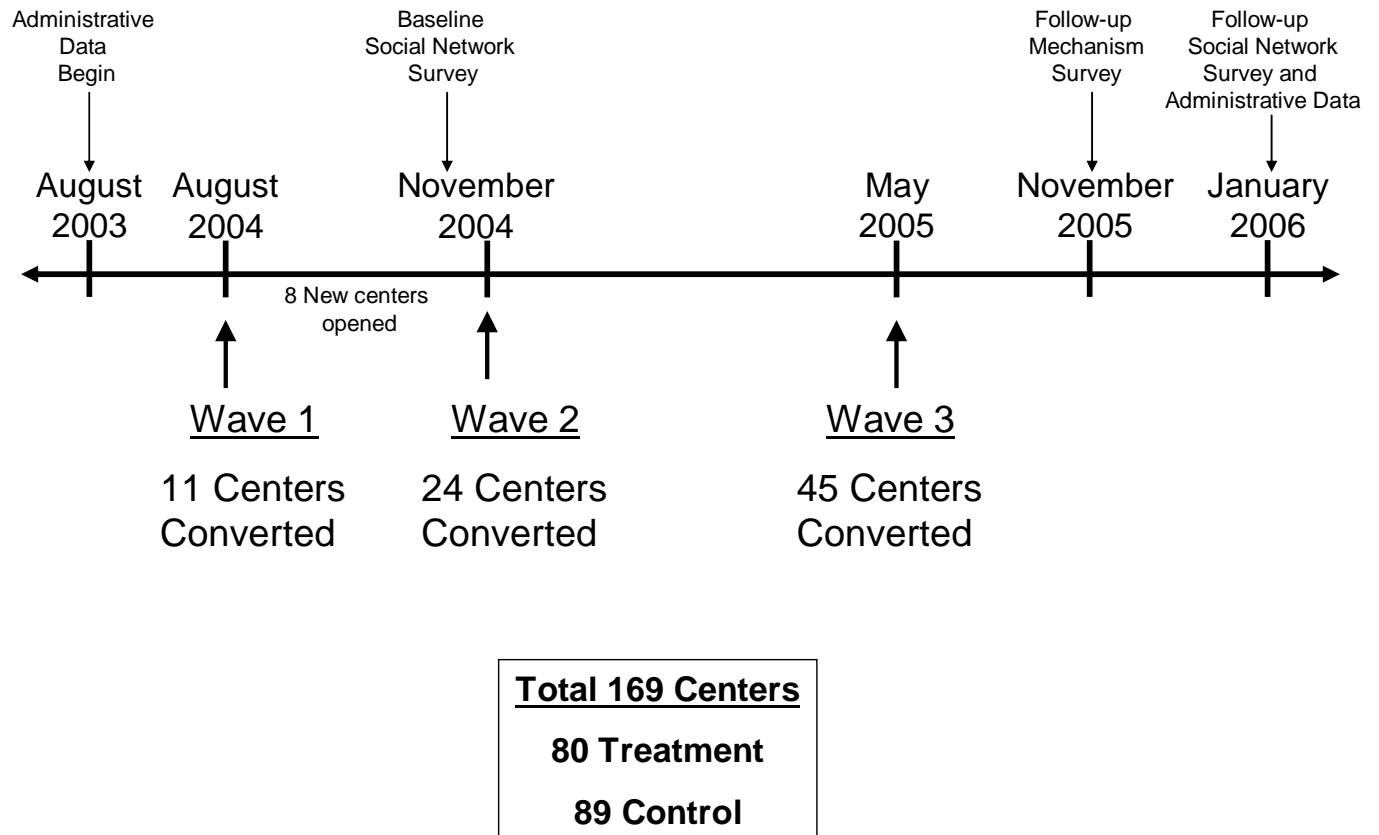 Administrative
Data
Begin
Baseline
Social Network
Survey
Follow-up
Mechanism
Survey
Follow-up
Social Network
Survey and
Administrative Data
August
2003
August
2004
November
2004
May
2005
November
2005
January
2006
8 New centers
opened
Wave 1
11 Centers
Converted
Wave 2
24 Centers
Converted
Wave 3
45 Centers
Converted
Total 169 Centers
80 Treatment
89 Control